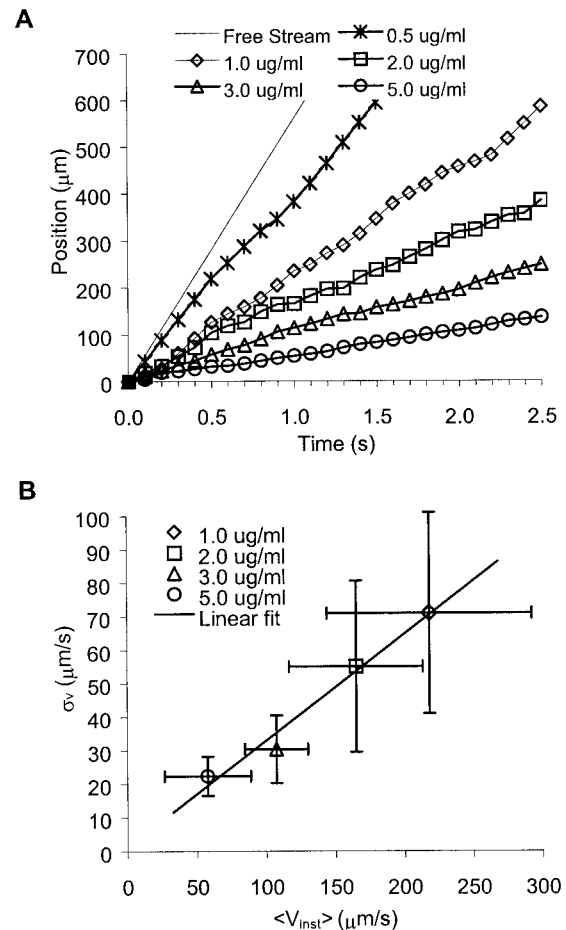 A
Free Stream
0.5 ug/ml
1.0 ug/ml
2.0 ug/ml
3.0 ug/ml
5.0 ug/ml
700
600
500
400
300
200
100
0
Position (μm)
0.0 0.5 1.0 1.5 2.0 2.5
Time (s)
B
1.0 ug/ml
2.0 ug/ml
3.0 ug/ml
5.0 ug/ml
Linear fit
100
90
80
70
60
50
40
30
20
10
0
σv (μm/s)
0 50 100 150 200 250 300
<Vinst> (μm/s)